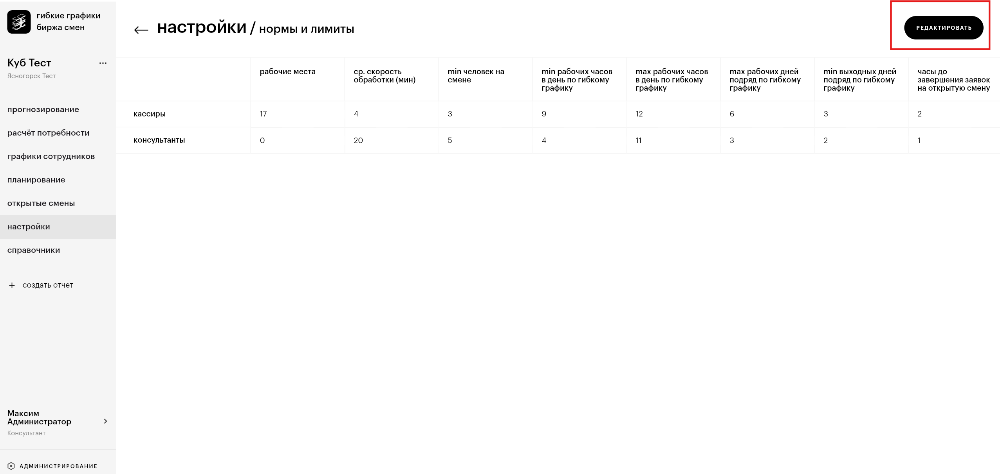 гибкие графики
биржа смен
Куб Тест
Ясногорск Тест
прогнозирование
расчёт потребности
графики сотрудников
планирование
открытые смены
настройки
справочники
+ создать отчет
Максим
Администратор
Консультант
АДМИНИСТРИРОВАНИЕ
← настройки / нормы и лимиты
РЕДАКТИРОВАТЬ
рабочие места
ср. скорость
обработки (мин)
min человек на
смене
min рабочих часов
в день по гибкому
графику
max рабочих часов
в день по гибкому
графику
max рабочих дней
подряд по гибкому
графику
min выходных дней
подряд по гибкому
графику
часы до
завершения заявок
на открытую смену
кассиры 17 4 3 9 12 6 3 2
консультанты 0 20 5 4 11 3 2 1